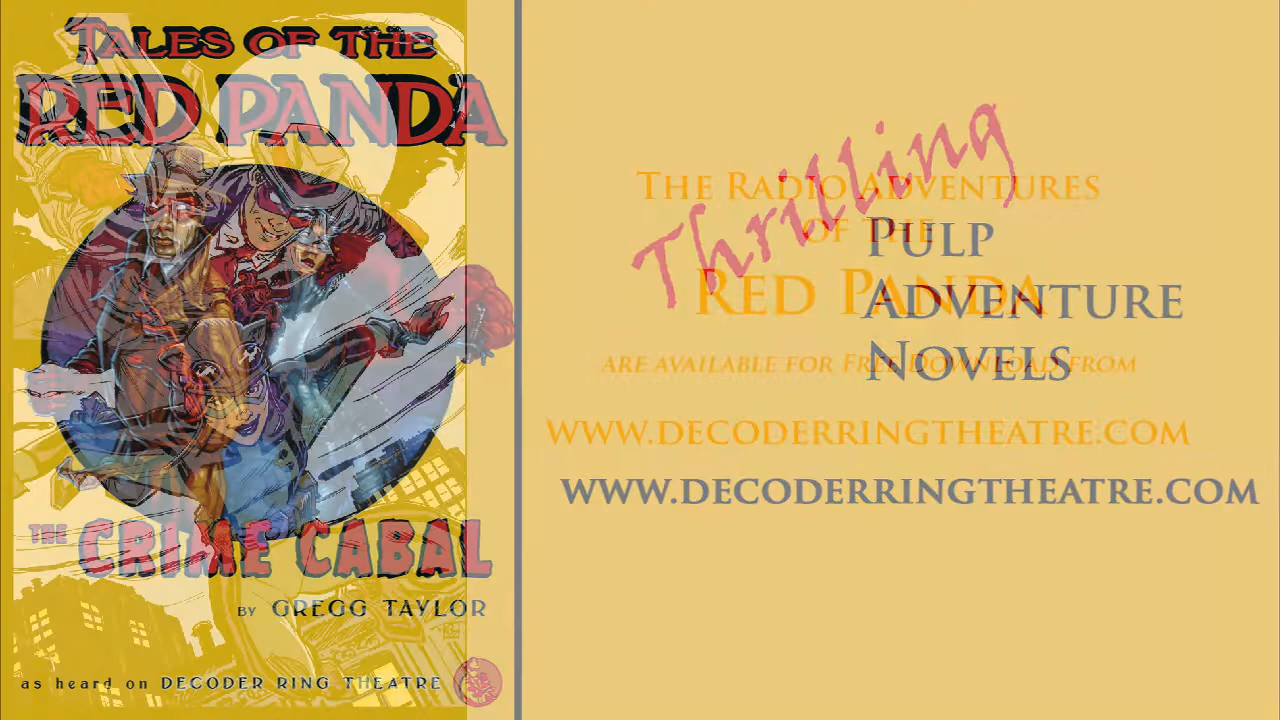 TALES OF THE
RED PANDA
THE CRIME CABAL
BY GREGG TAYLOR
as heard on DECODER RING THEATRE
Thrilling
THE RADIO ADVENTURES
OF THE
RED PANDA
PULP
ADVENTURE
NOVELS
ARE AVAILABLE FOR FREE DOWNLOAD FROM
WWW.DECODERRINGTHEATRE.COM
WWW.DECODERRINGTHEATRE.COM